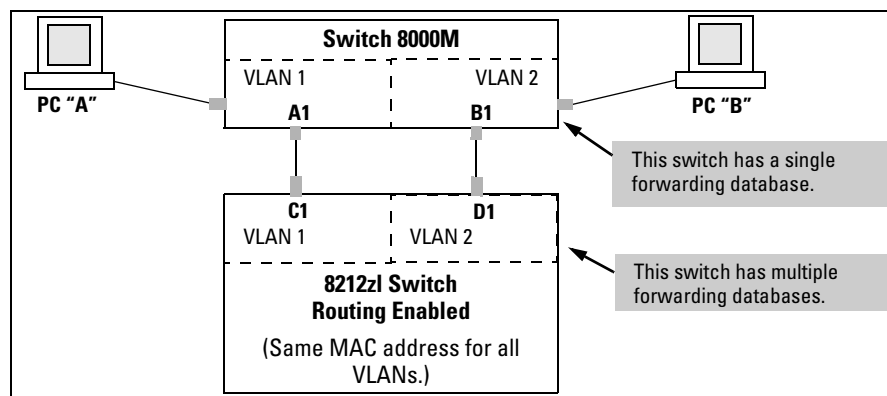 Switch 8000M
VLAN 1
VLAN 2
PC “A”
PC “B”
A1
B1
This switch has a single
forwarding database.
C1
D1
VLAN 1
VLAN 2
This switch has multiple
forwarding databases.
8212zl Switch
Routing Enabled
(Same MAC address for all
VLANs.)